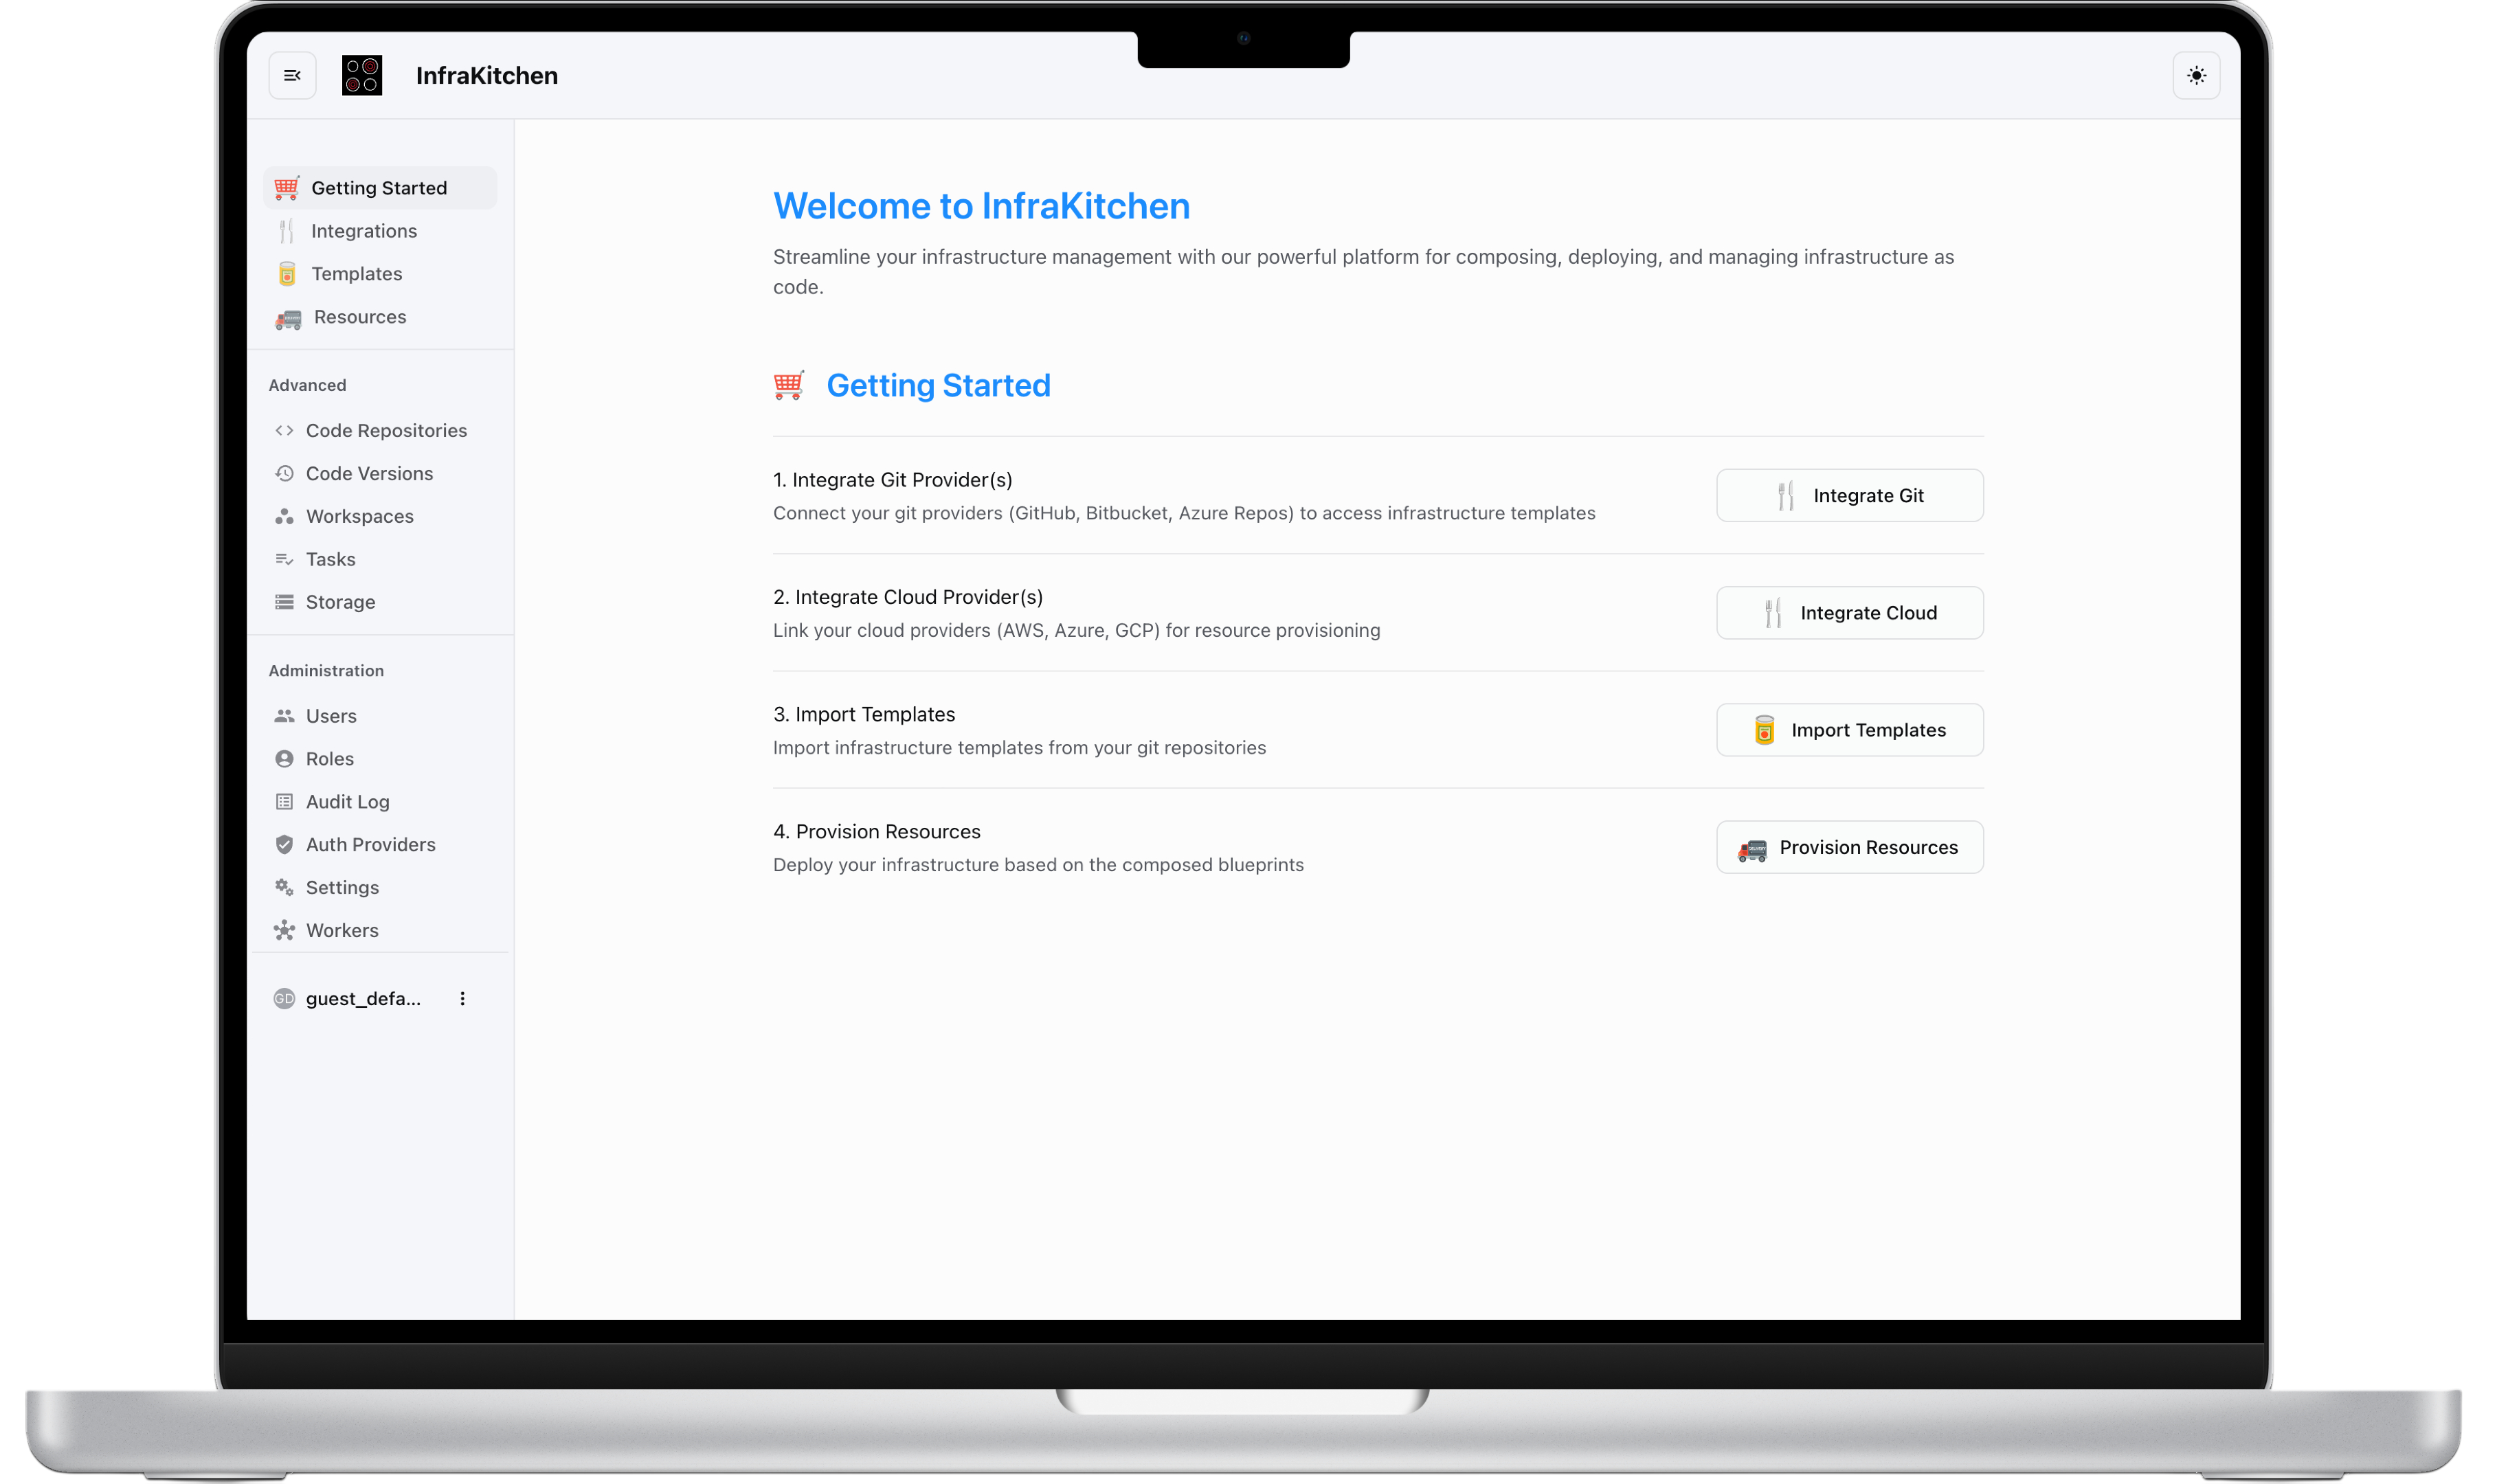 InfraKitchen
Getting Started
Integrations
Templates
Resources
Advanced
Code Repositories
Code Versions
Workspaces
Tasks
Storage
Administration
Users
Roles
Audit Log
Auth Providers
Settings
Workers
GD guest_defa...
Welcome to InfraKitchen
Streamline your infrastructure management with our powerful platform for composing, deploying, and managing infrastructure as
code.
Getting Started
1. Integrate Git Provider(s)
Connect your git providers (GitHub, Bitbucket, Azure Repos) to access infrastructure templates
Integrate Git
2. Integrate Cloud Provider(s)
Link your cloud providers (AWS, Azure, GCP) for resource provisioning
Integrate Cloud
3. Import Templates
Import infrastructure templates from your git repositories
Import Templates
4. Provision Resources
Deploy your infrastructure based on the composed blueprints
Provision Resources